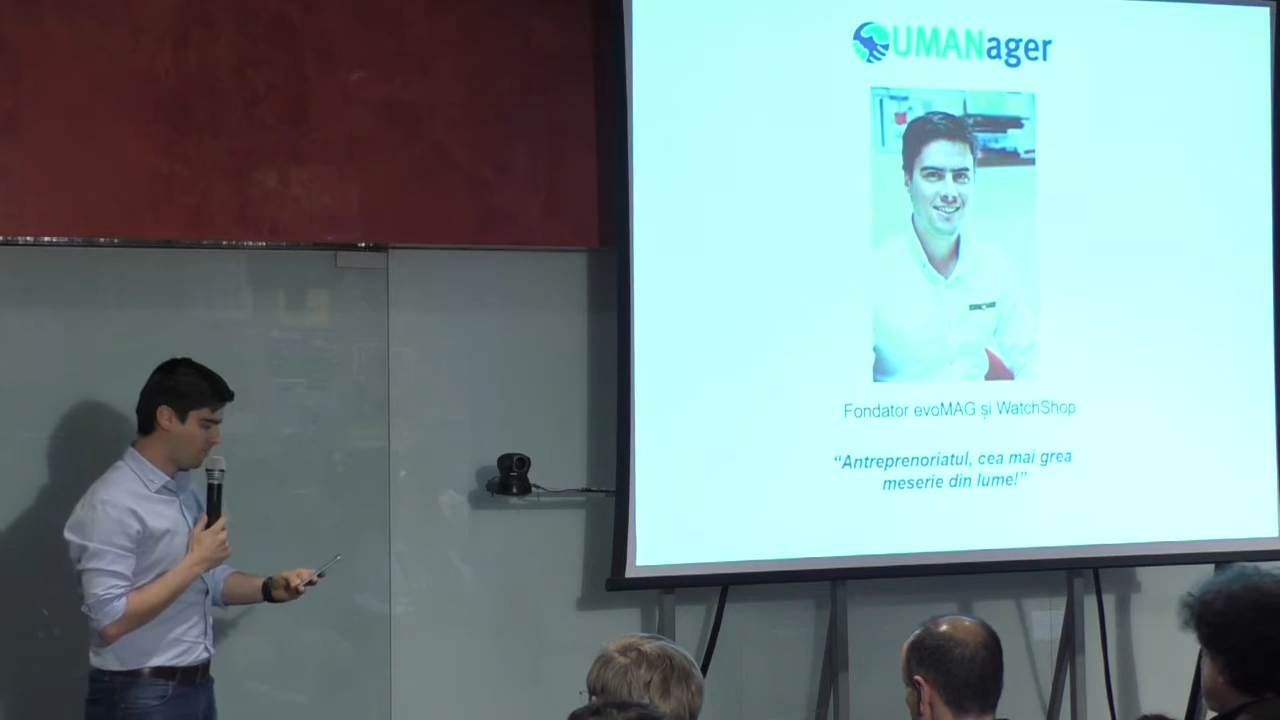 UMANager
Fondator evoMAG și WatchShop
“Antreprenoriatul, cea mai grea
meserie din lume!”